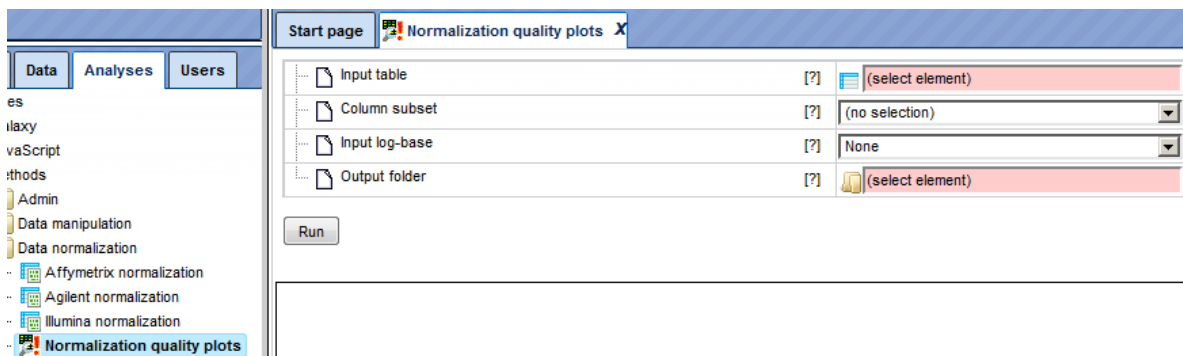 Start page
Normalization quality plots X
Data
Analyses
Users
es
alaxy
vaScript
ethods
Admin
Data manipulation
Data normalization
Affymetrix normalization
Agilent normalization
Illumina normalization
Normalization quality plots
Input table [?] (select element)
Column subset [?] (no selection)
Input log-base [?] None
Output folder [?] (select element)
Run